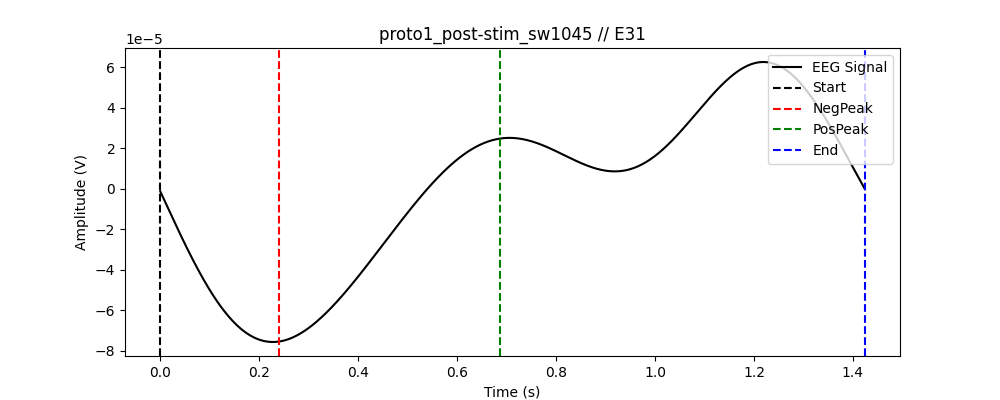 proto1_post-stim_sw1045 // E31
1e−5
6
4
2
0
−2
−4
−6
−8
Amplitude (V)
0.0 0.2 0.4 0.6 0.8 1.0 1.2 1.4
Time (s)
EEG Signal
Start
NegPeak
PosPeak
End